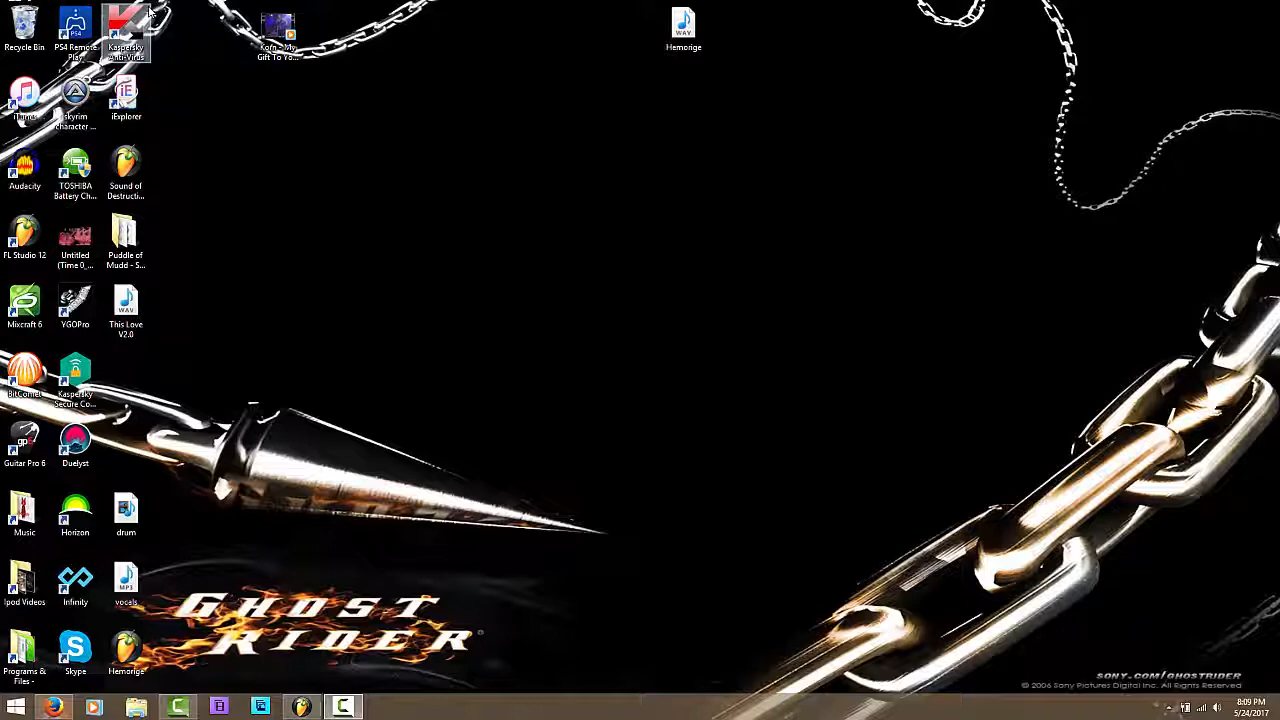 Recycle Bin
PS4 Remote
Play
Kaspersky
Anti-Virus
Korn - My
Gift To Yo...
WAV
Hemorige
iTunes
skyrim
character ...
iExplorer
Audacity
TOSHIBA
Battery Ch...
Sound of
Destructi...
FL Studio 12
Untitled
(Time 0_...
Puddle of
Mudd - S...
Mixcraft 6
YGOPro
WAV
This Love
V2.0
BitComet
Kaspersky
Secure Co...
Guitar Pro 6
Duelyst
Music
Horizon
drum
Ipod Videos
Infinity
MP3
vocals
Programs &
Files -
Skype
Hemorige
GHOST
RIDER
SONY.COM/GHOSTRIDER
© 2006 Sony Pictures Digital Inc. All Rights Reserved
8:09 PM
5/24/2017